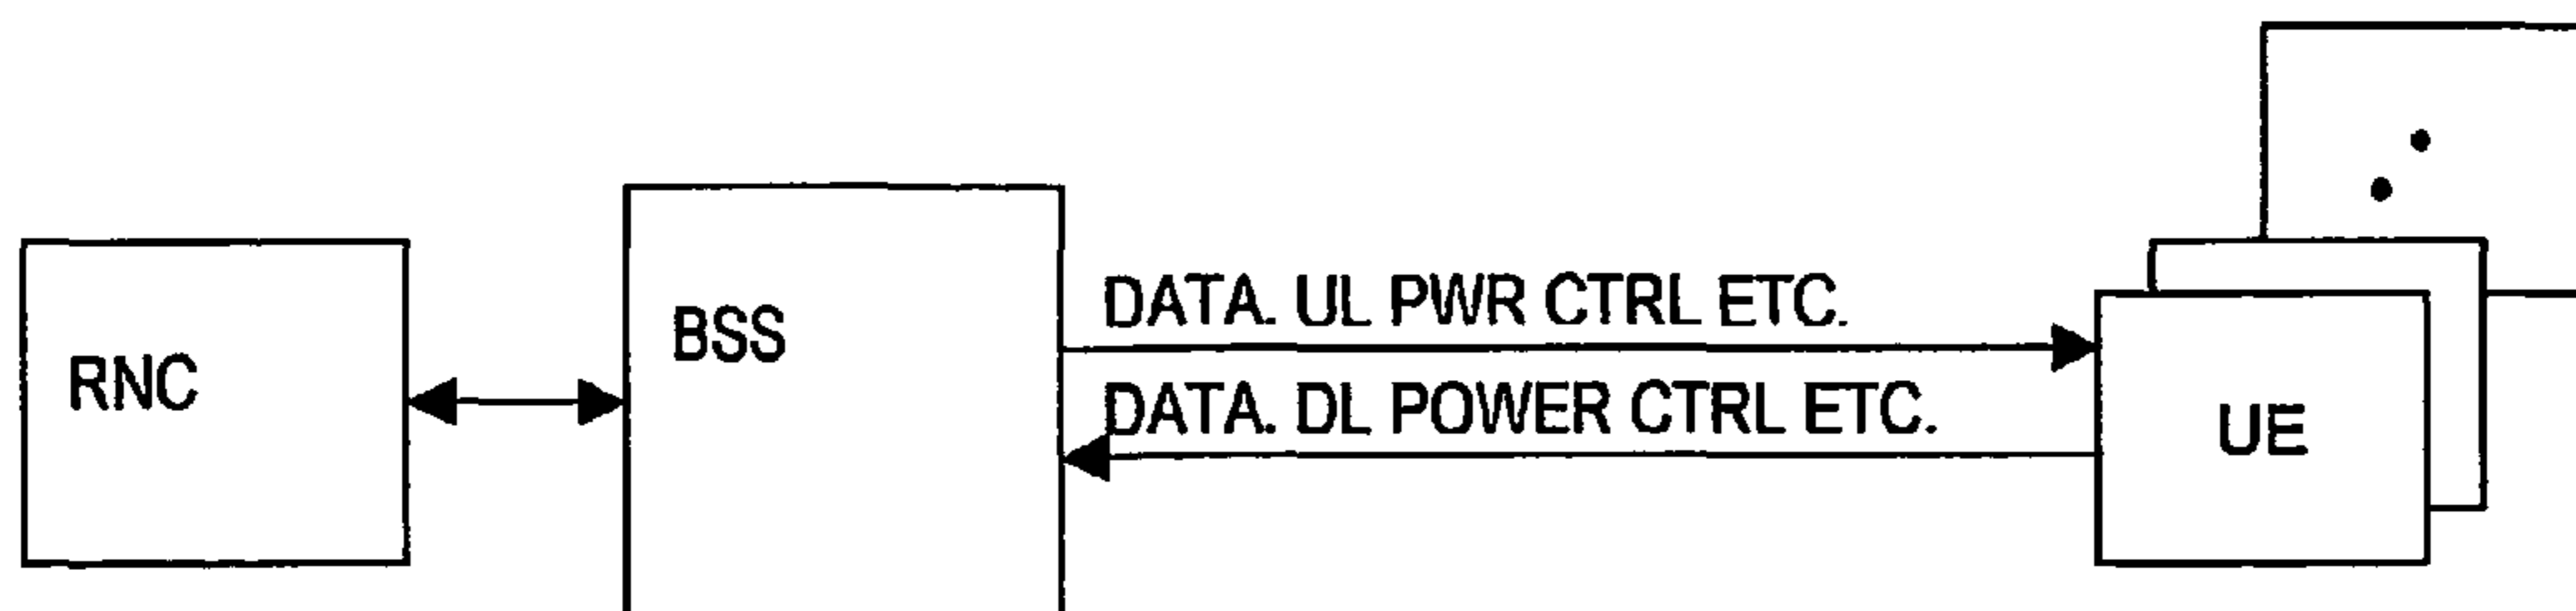 RNC
BSS
DATA. UL PWR CTRL ETC.
DATA. DL POWER CTRL ETC.
UE